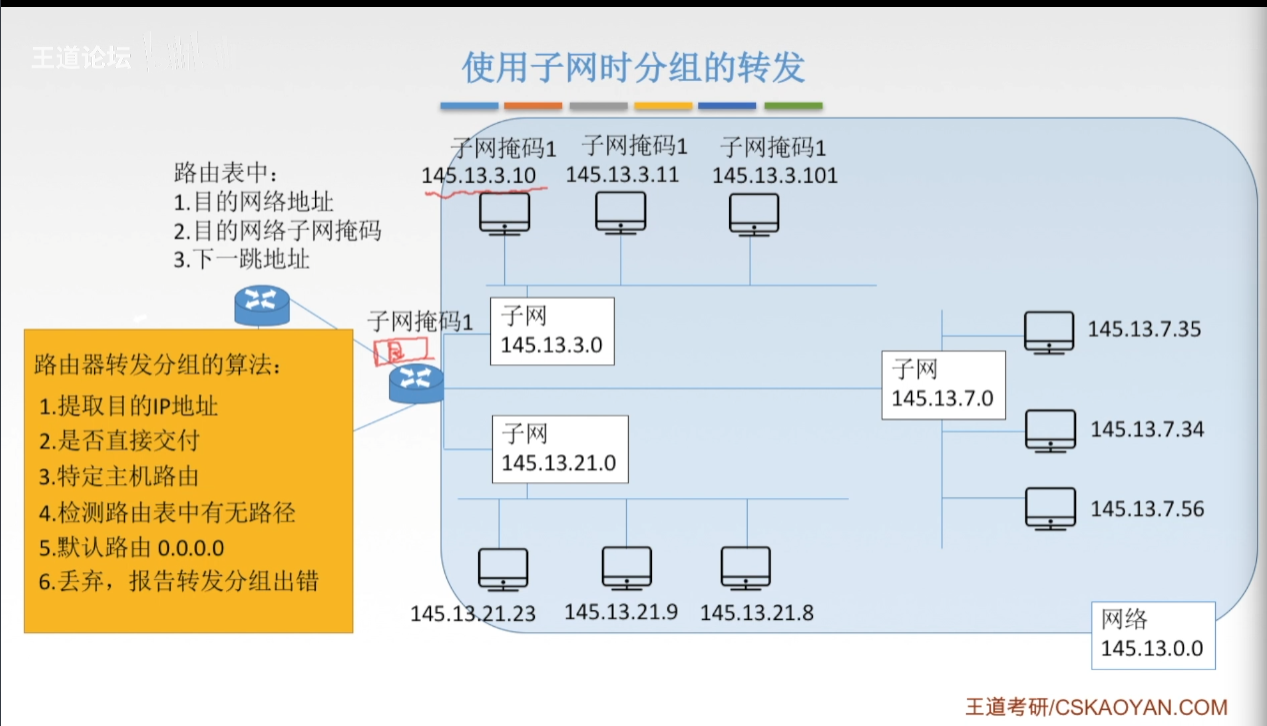 王道论坛
使用子网时分组的转发
路由表中：
1.目的网络地址
2.目的网络子网掩码
3.下一跳地址
子网掩码1
145.13.3.10
子网掩码1
145.13.3.11
子网掩码1
145.13.3.101
子网掩码1
子网
145.13.3.0
路由器转发分组的算法：
1.提取目的IP地址
2.是否直接交付
3.特定主机路由
4.检测路由表中有无路径
5.默认路由 0.0.0.0
6.丢弃，报告转发分组出错
子网
145.13.21.0
子网
145.13.7.0
145.13.7.35
145.13.7.34
145.13.7.56
145.13.21.23
145.13.21.9
145.13.21.8
网络
145.13.0.0
王道考研/CSKAOYAN.COM